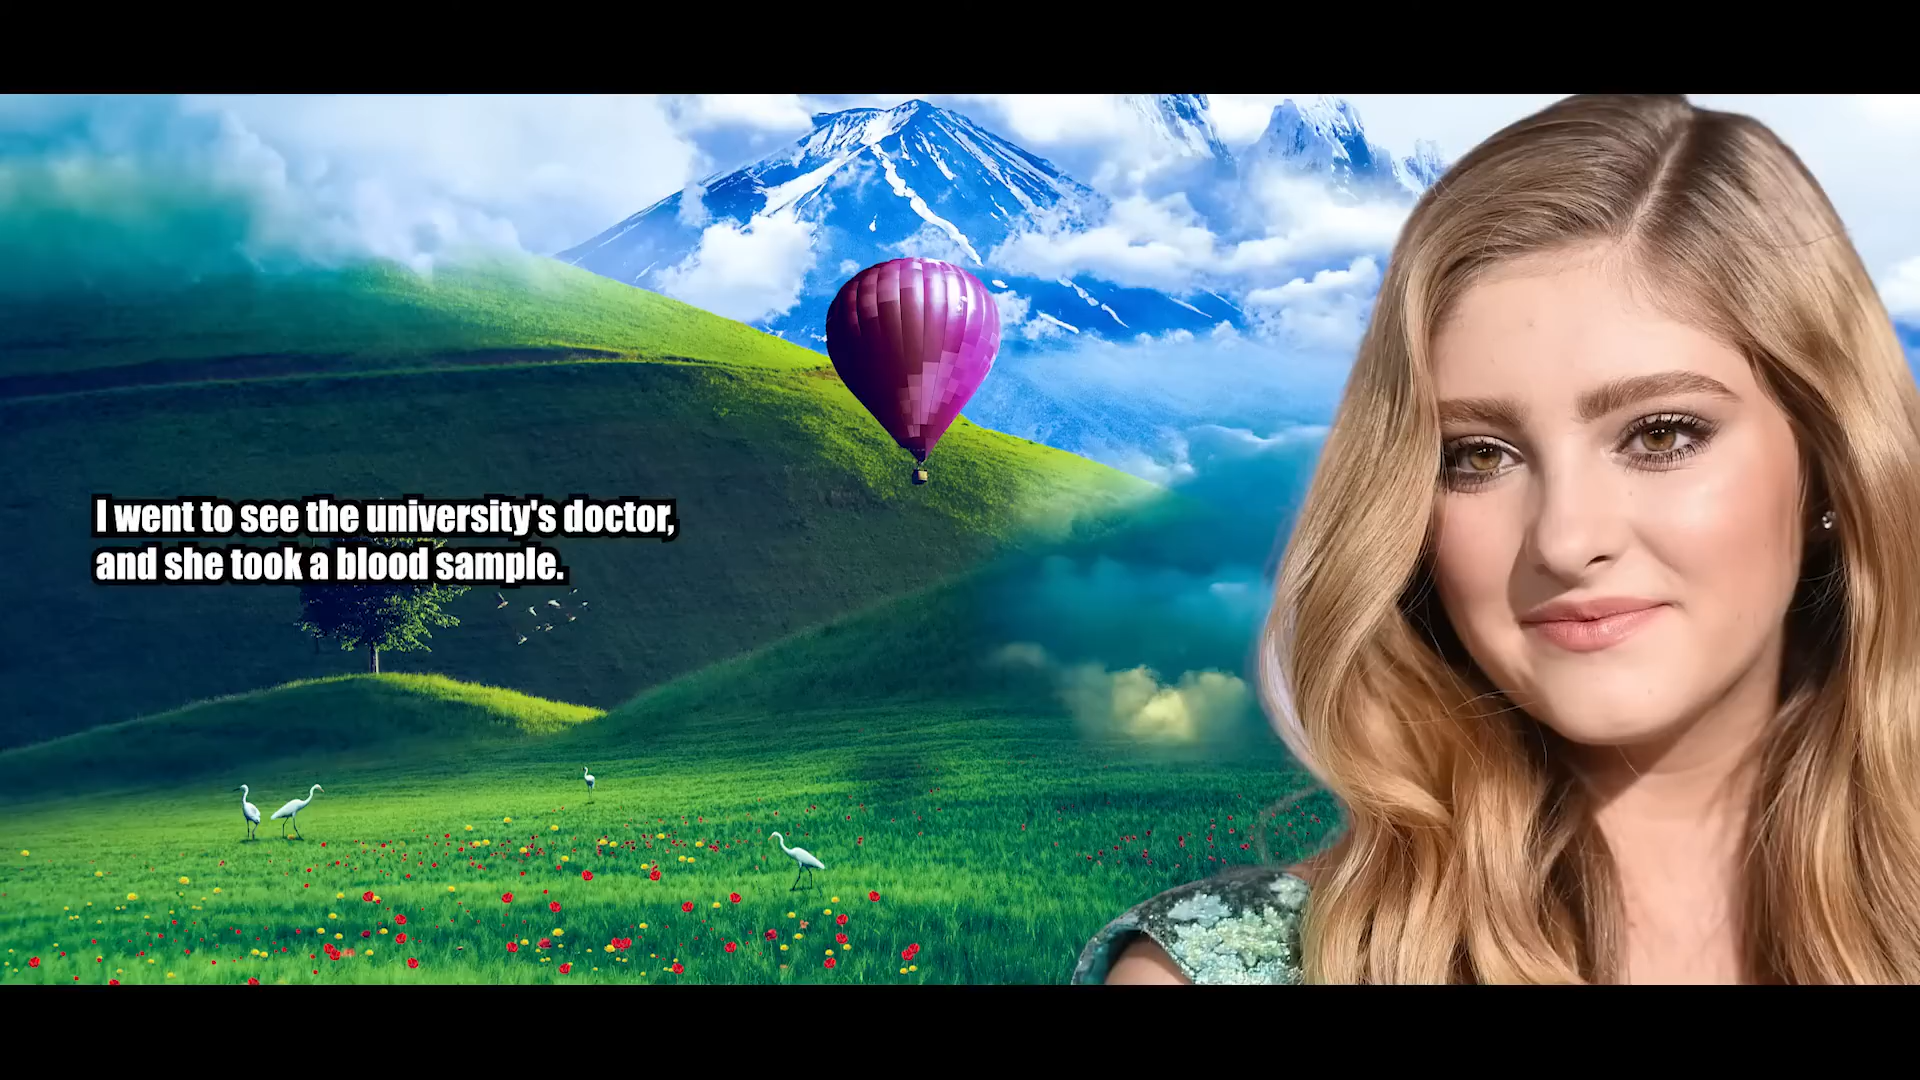 I went to see the university's doctor,
and she took a blood sample.